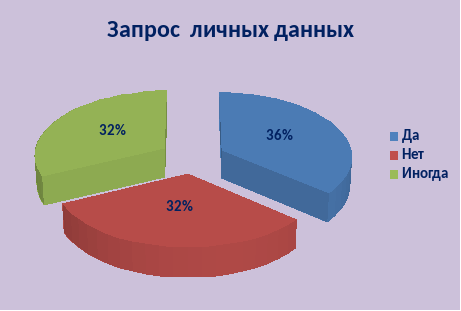 Запрос  личных данных
32%
36%
32%
Да
Нет
Иногда